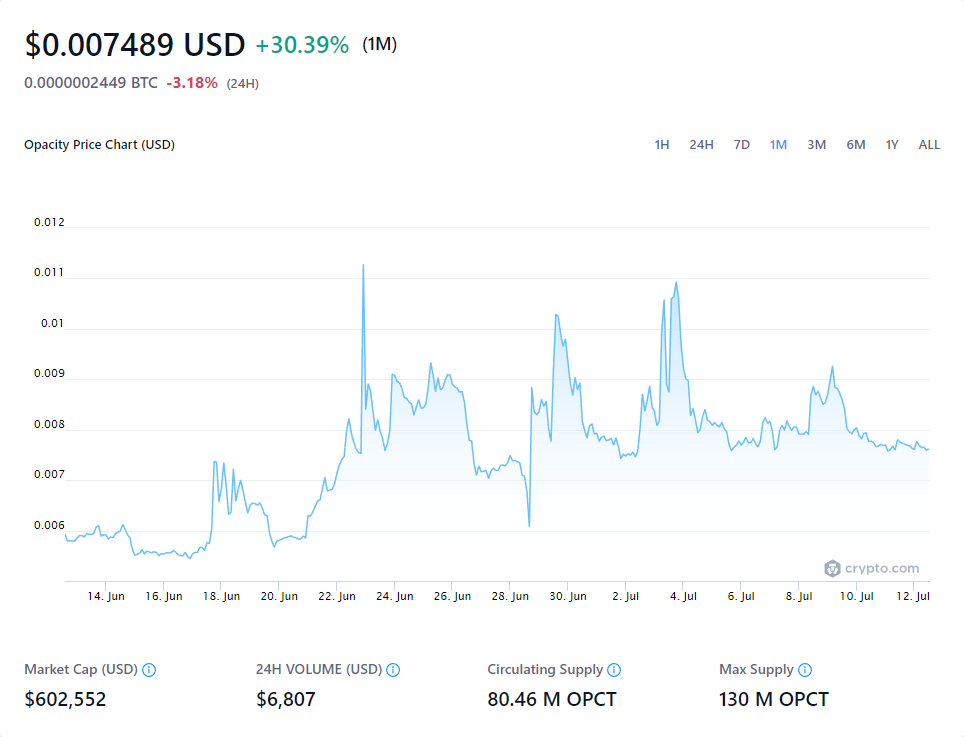 $0.007489 USD +30.39% (1M)
0.0000002449 BTC -3.18% (24H)
Opacity Price Chart (USD) 1H 24H 7D 1M 3M 6M 1Y ALL
0.012
0.011
0.01
0.009
0.008
0.007
0.006
crypto.com
14. Jun 16. Jun 18. Jun 20. Jun 22. Jun 24. Jun 26. Jun 28. Jun 30. Jun 2. Jul 4. Jul 6. Jul 8. Jul 10. Jul 12. Jul
Market Cap (USD) 24H VOLUME (USD) Circulating Supply Max Supply
$602,552 $6,807 80.46 M OPCT 130 M OPCT